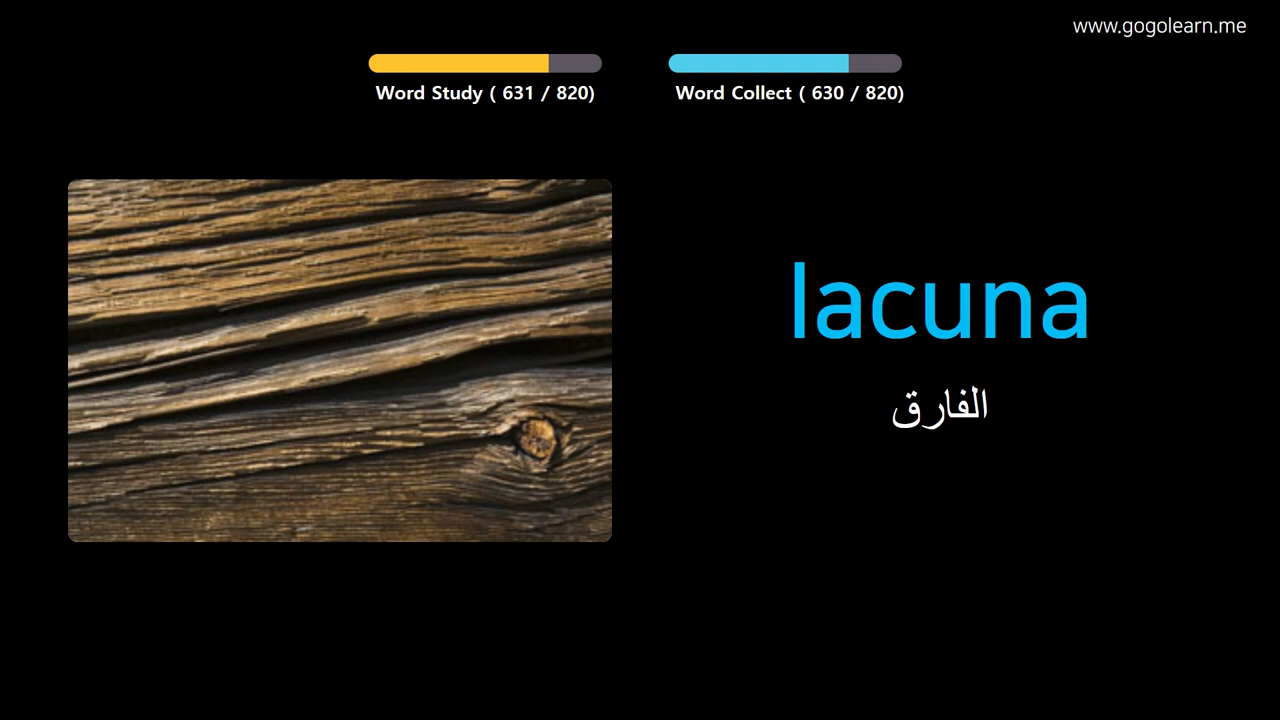 www.gogolearn.me
Word Study ( 631 / 820)
Word Collect ( 630 / 820)
lacuna
الفارق